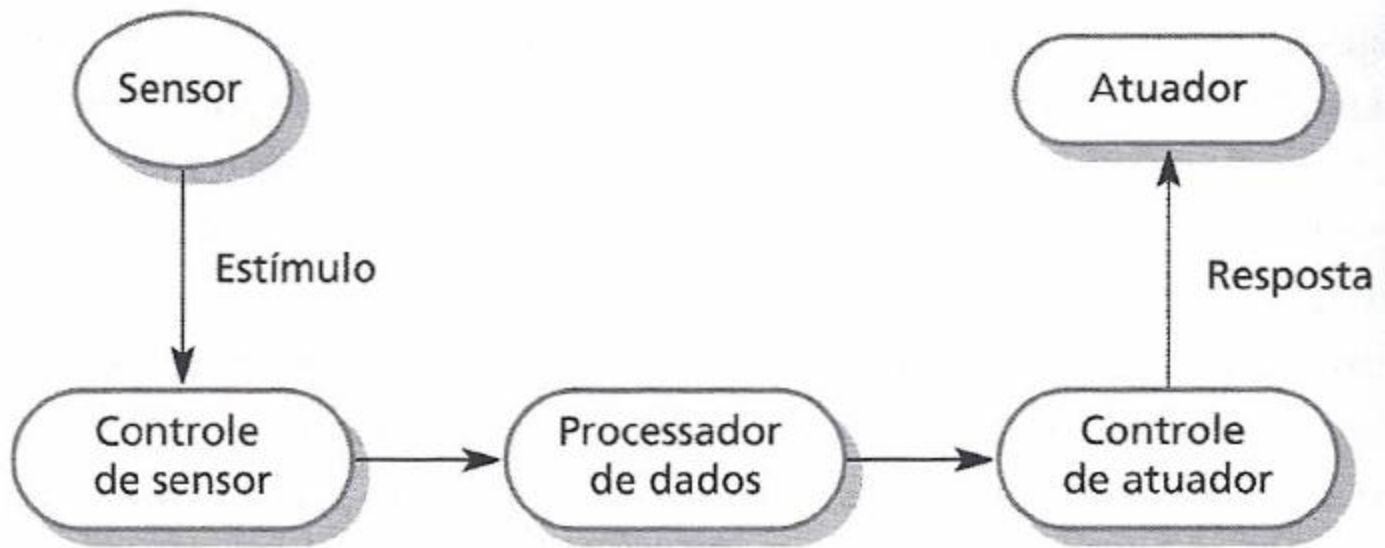 Sensor
Atuador
Estímulo
Resposta
Controle
de sensor
Processador
de dados
Controle
de atuador